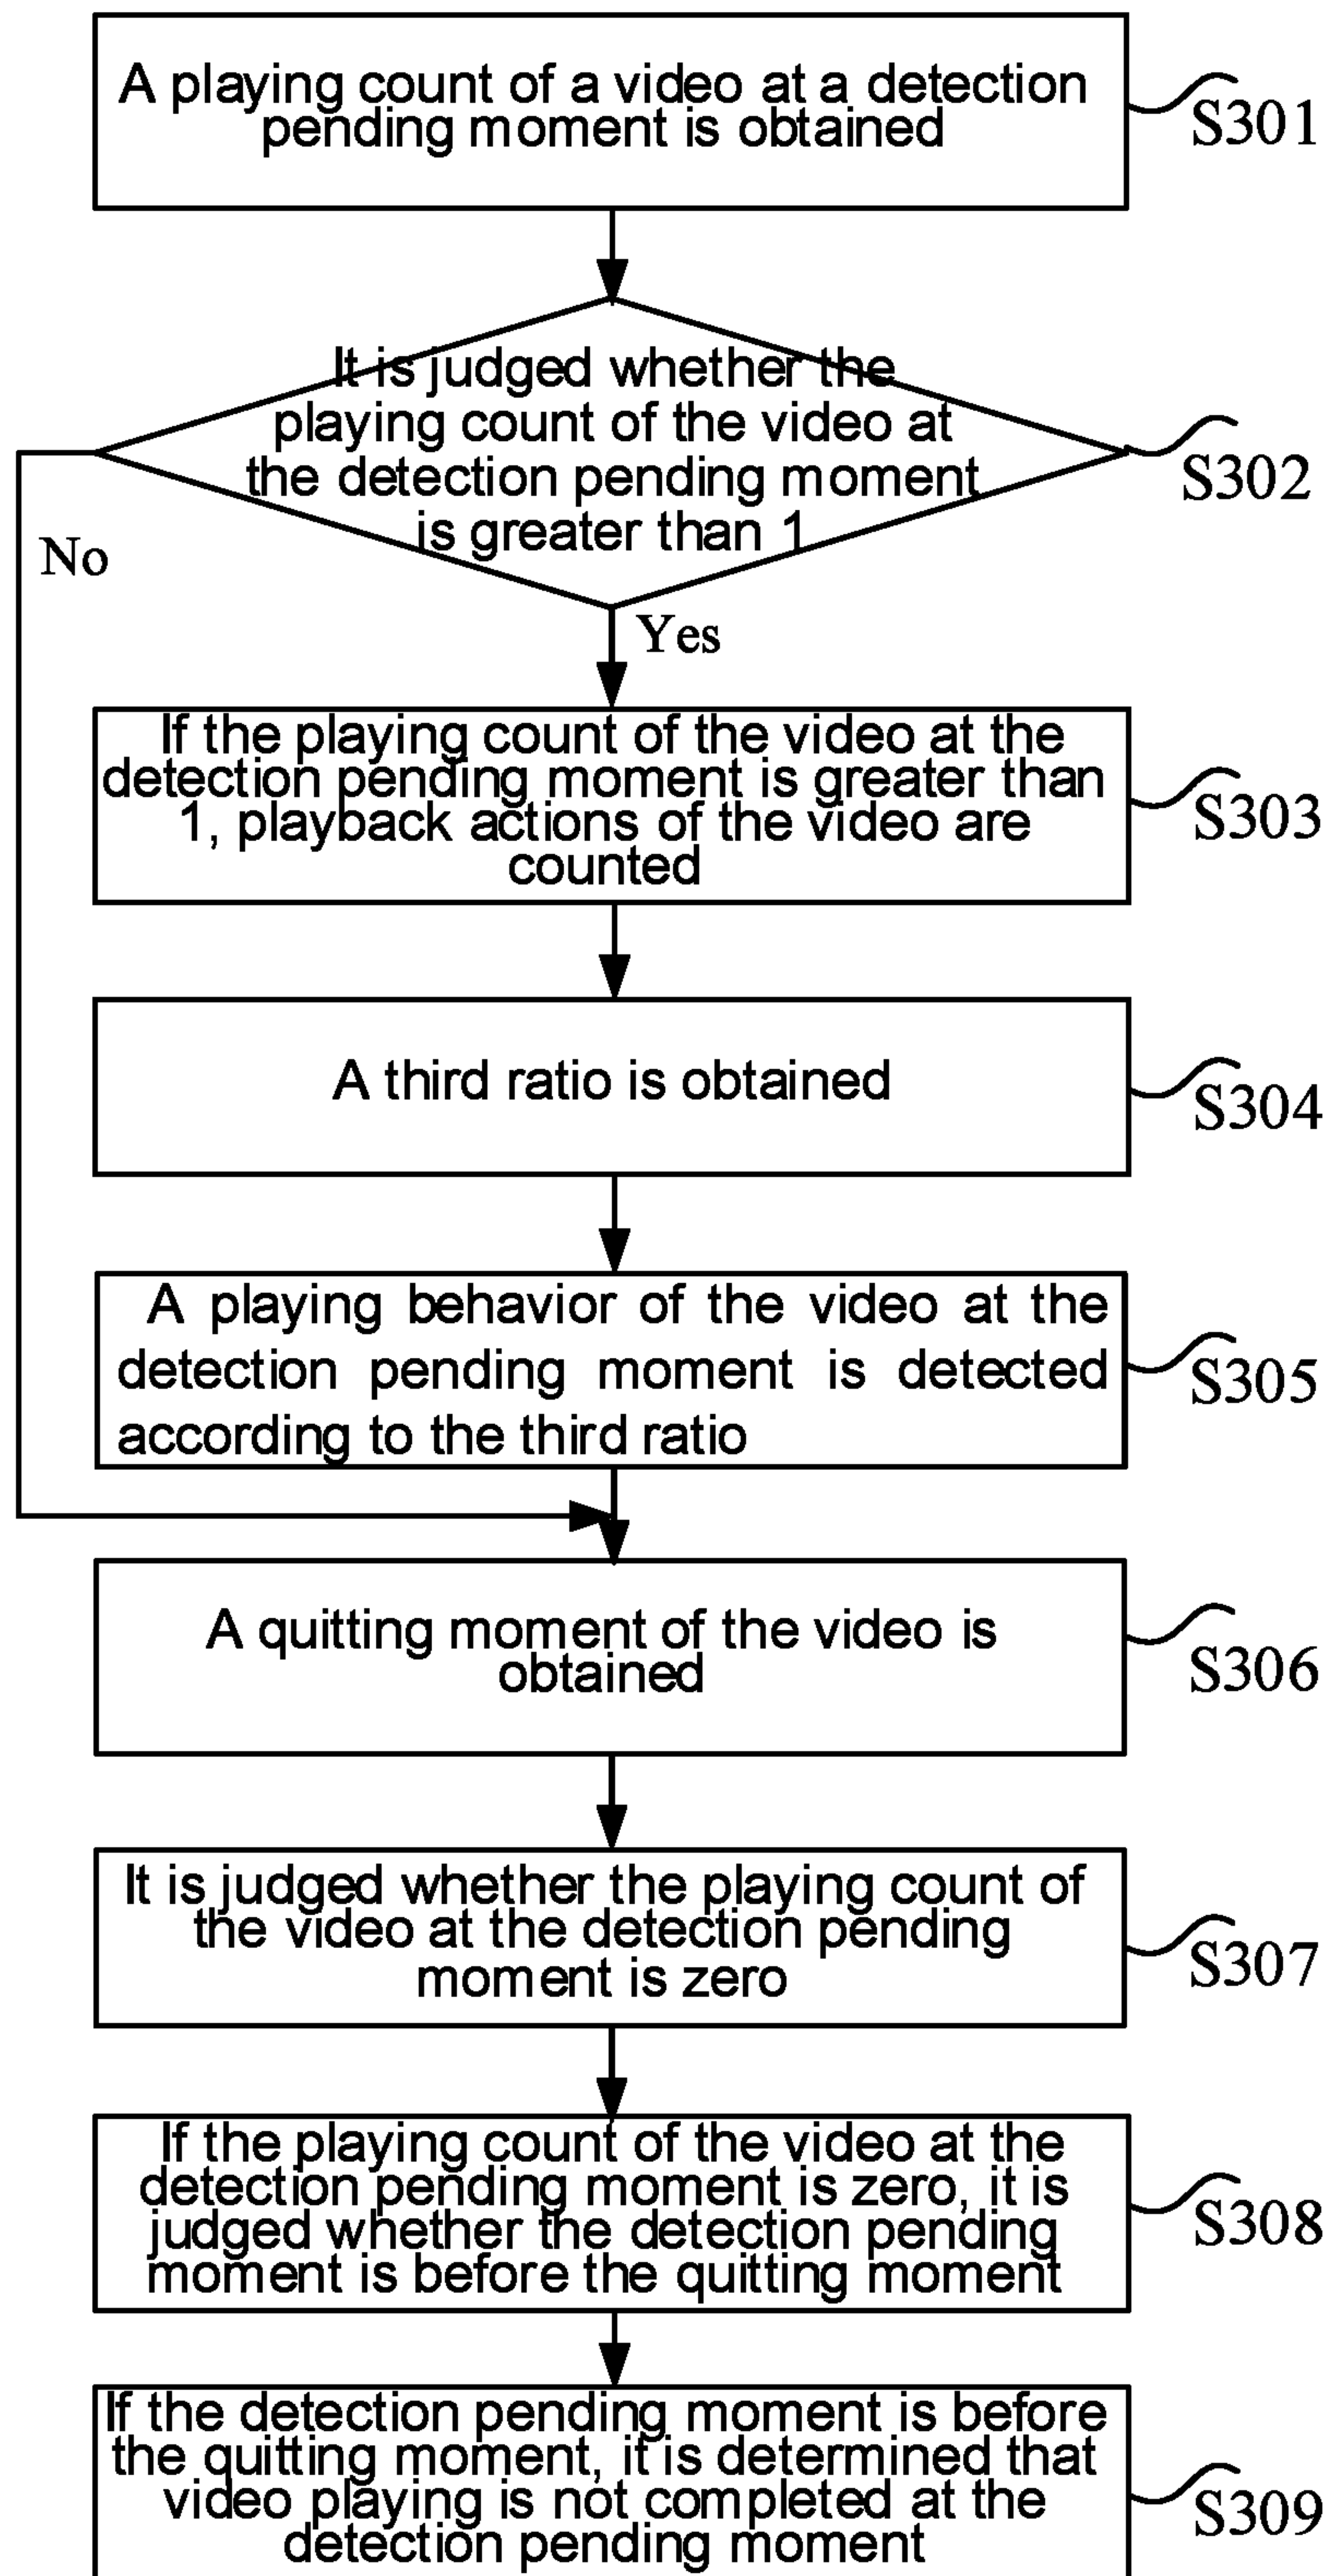 A playing count of a video at a detection
pending moment is obtained
S301
It is judged whether the
playing count of the video at
the detection pending moment
is greater than 1
S302
No
Yes
If the playing count of the video at the
detection pending moment is greater than
1, playback actions of the video are
counted
S303
A third ratio is obtained
S304
A playing behavior of the video at the
detection pending moment is detected
according to the third ratio
S305
A quitting moment of the video is
obtained
S306
It is judged whether the playing count of
the video at the detection pending
moment is zero
S307
If the playing count of the video at the
detection pending moment is zero, it is
judged whether the detection pending
moment is before the quitting moment
S308
If the detection pending moment is before
the quitting moment, it is determined that
video playing is not completed at the
detection pending moment
S309